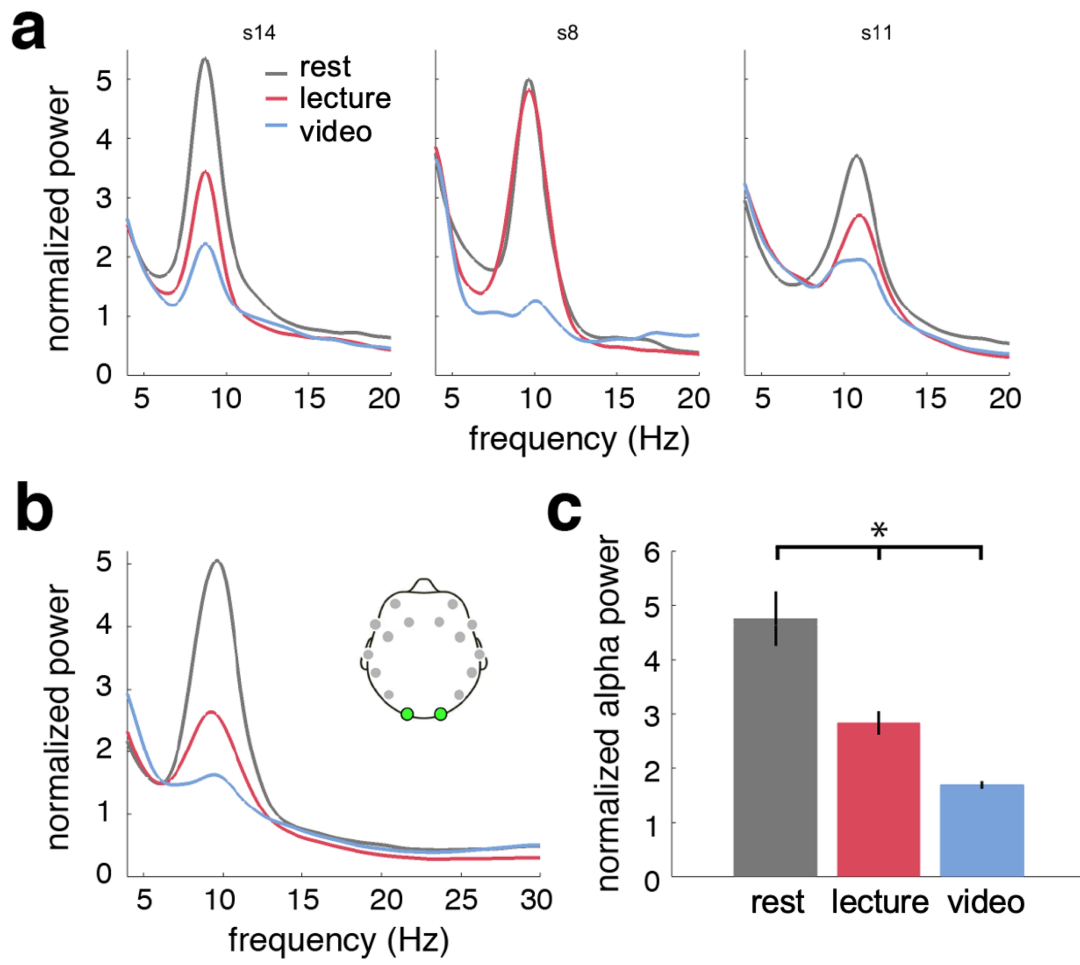 a
s14
s8
s11
rest
lecture
video
normalized power
5
4
3
2
1
0
5 10 15 20
5 10 15 20
5 10 15 20
frequency (Hz)
b
normalized power
5
4
3
2
1
0
5 10 15 20 25 30
frequency (Hz)
c
*
normalized alpha power
6
5
4
3
2
1
0
rest lecture video